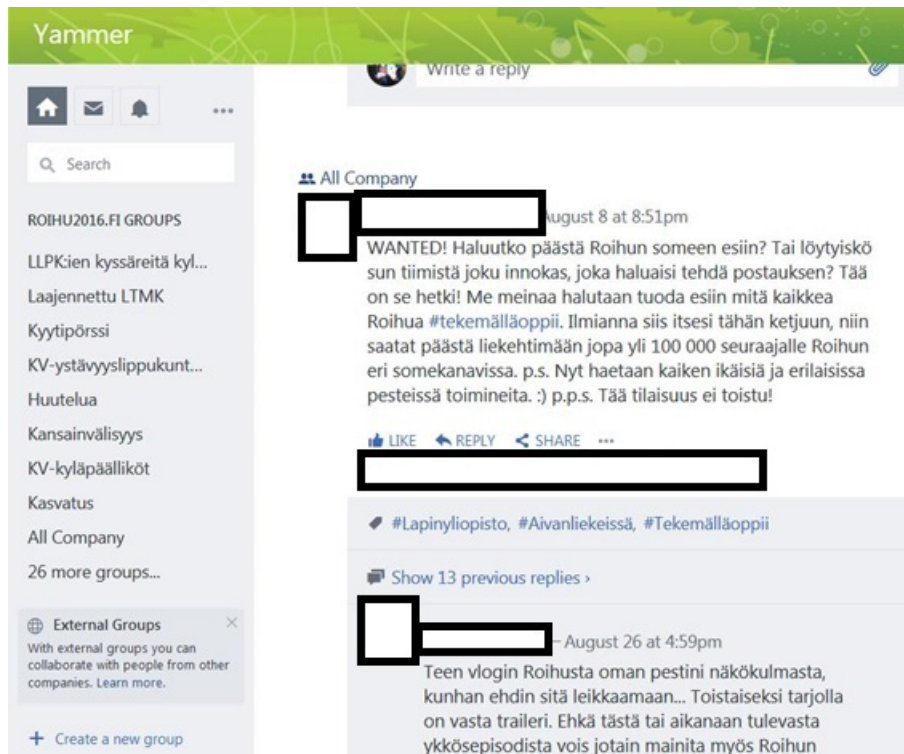 Yammer
Write a reply
Search
ROIHU2016.FI GROUPS
LLPK:ien kyssäreitä kyl...
Laajennettu LTMK
Kyytipörssi
KV-ystävyyslippukunt...
Huutelua
Kansainvälisyys
KV-kyläpäälliköt
Kasvatus
All Company
26 more groups...
External Groups
With external groups you can
collaborate with people from other
companies. Learn more.
+ Create a new group
All Company
August 8 at 8:51pm
WANTED! Haluutko päästä Roihun someen esiin? Tai löytyiskö
sun tiimistä joku innokas, joka haluaisi tehdä postauksen? Tää
on se hetki! Me meinaa halutaan tuoda esiin mitä kaikkea
Roihua #tekemälläoppii. Ilmianna siis itsesi tähän ketjuun, niin
saatat päästä liekehtimään jopa yli 100 000 seuraajalle Roihun
eri somekanavissa. p.s. Nyt haetaan kaiken ikäisiä ja erilaisissa
pesteissä toimineita. :) p.p.s. Tää tilaisuus ei toistu!
LIKE REPLY SHARE ...
#Lapinyliopisto, #Aivanliekeissä, #Tekemälläoppii
Show 13 previous replies ›
– August 26 at 4:59pm
Teen vlogin Roihusta oman pestini näkökulmasta,
kunhan ehdin sitä leikkaamaan... Toistaiseksi tarjolla
on vasta traileri. Ehkä tästä tai aikanaan tulevasta
ykkösepisodista vois jotain mainita myös Roihun